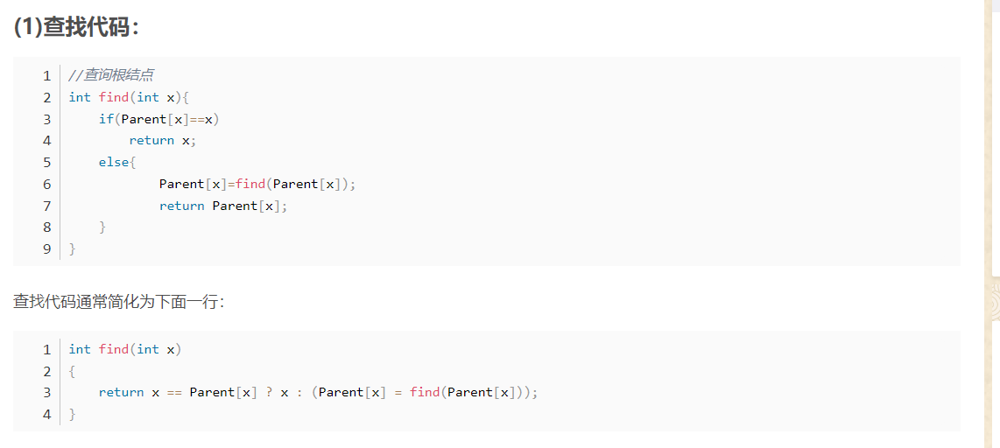 (1)查找代码：
1 //查询根结点
2 int find(int x){
3     if(Parent[x]==x)
4         return x;
5     else{
6             Parent[x]=find(Parent[x]);
7             return Parent[x];
8     }
9 }
查找代码通常简化为下面一行：
1 int find(int x)
2 {
3     return x == Parent[x] ? x : (Parent[x] = find(Parent[x]));
4 }